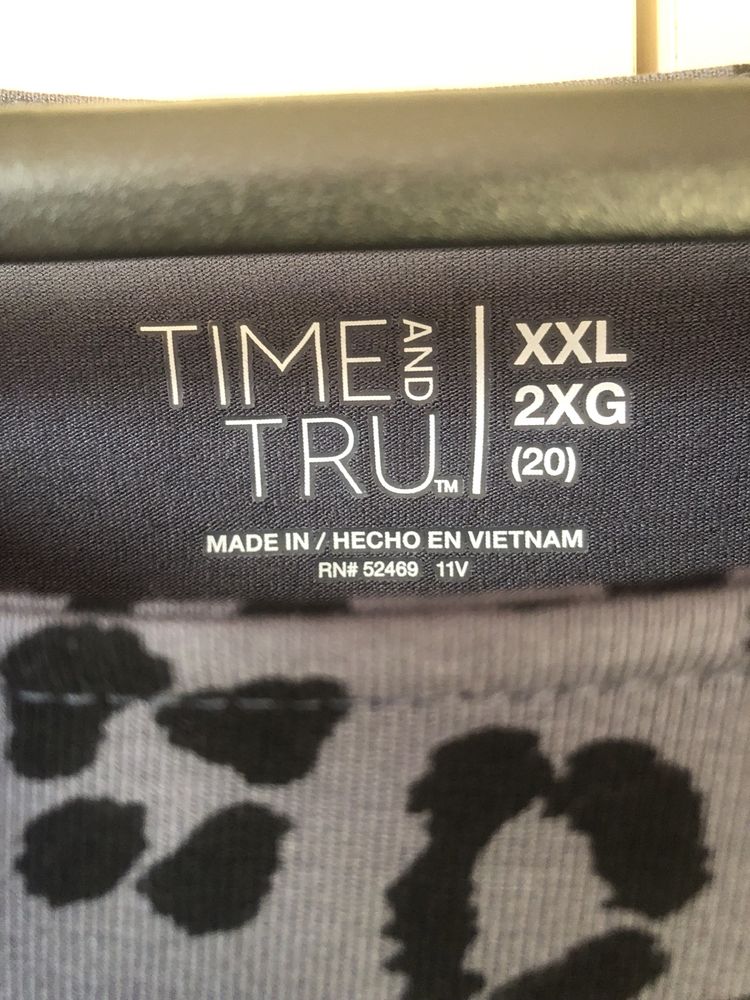 TIME AND
TRU™
XXL
2XG
(20)
MADE IN / HECHO EN VIETNAM
RN# 52469 11V